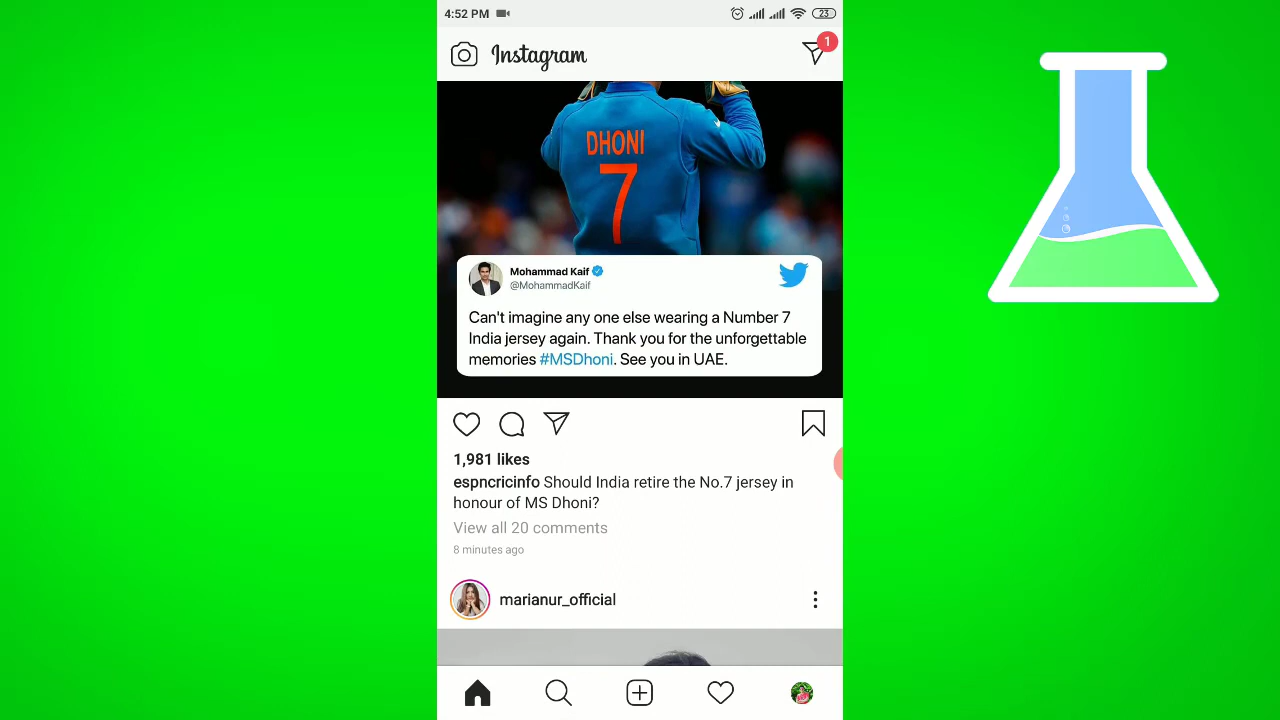 4:52 PM
23
Instagram
1
DHONI
7
Mohammad Kaif
@MohammadKaif
Can't imagine any one else wearing a Number 7
India jersey again. Thank you for the unforgettable
memories #MSDhoni. See you in UAE.
1,981 likes
espncricinfo Should India retire the No.7 jersey in
honour of MS Dhoni?
View all 20 comments
8 minutes ago
marianur_official